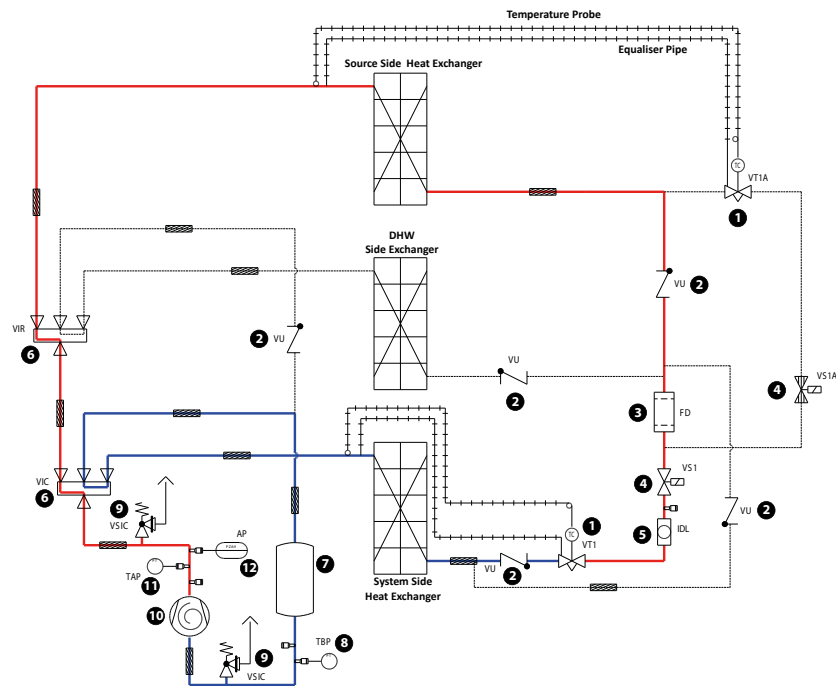 Temperature Probe
Equaliser Pipe
Source Side Heat Exchanger
TC
VT1A
1
DHW
Side Exchanger
VU
2
VIR
6
VU
2
VU
2
VS1A
4
3
FD
VIC
6
9
VSIC
AP
12
TAP
11
10
7
4
VS1
5
IDL
VU
2
1
TC
VT1
VU
2
System Side
Heat Exchanger
TBP
8
9
VSIC